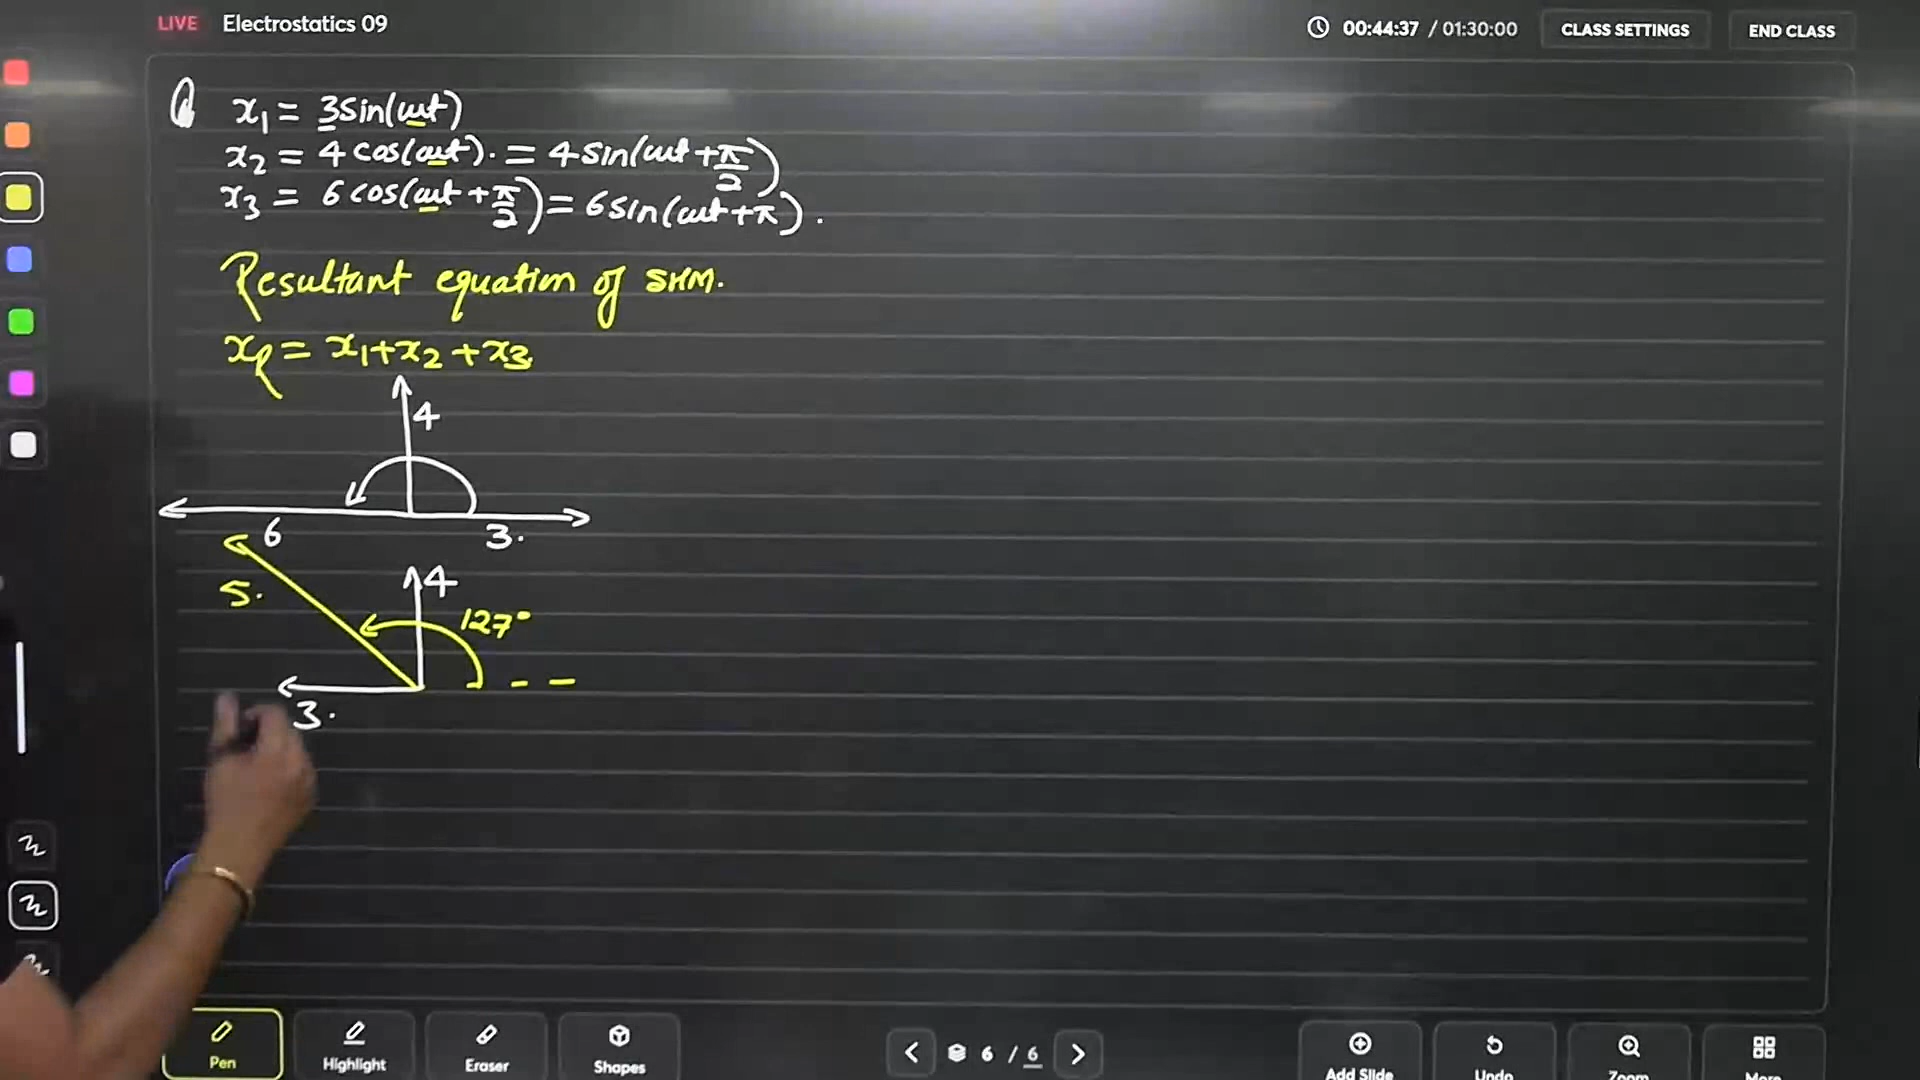 LIVE Electrostatics 09
00:44:37 / 01:30:00 CLASS SETTINGS END CLASS
Q x₁ = 3sin(ωt)
x₂ = 4cos(ωt). = 4sin(ωt + π/2)
x₃ = 6cos(ωt + π/2) = 6sin(ωt + π).
Resultant equation of SHM.
x_R = x₁ + x₂ + x₃
4
6 3.
5. 4 127°
3.
Pen Highlight Eraser Shapes 6 / 6 Add Slide Undo Zoom More